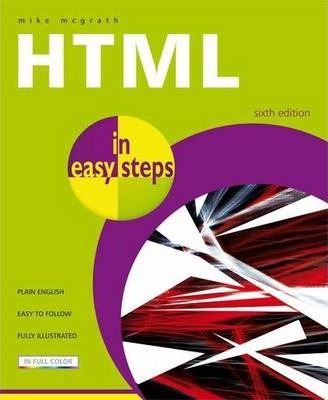 mike mcgrath
HTML
sixth edition
in
easy steps
PLAIN ENGLISH
EASY TO FOLLOW
FULLY ILLUSTRATED
IN FULL COLOR